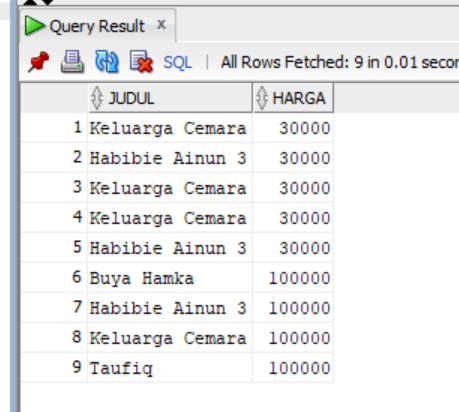 Query Result x
SQL | All Rows Fetched: 9 in 0.01
JUDUL HARGA
1 Keluarga Cemara 30000
2 Habibie Ainun 3 30000
3 Keluarga Cemara 30000
4 Keluarga Cemara 30000
5 Habibie Ainun 3 30000
6 Buya Hamka 100000
7 Habibie Ainun 3 100000
8 Keluarga Cemara 100000
9 Taufiq 100000